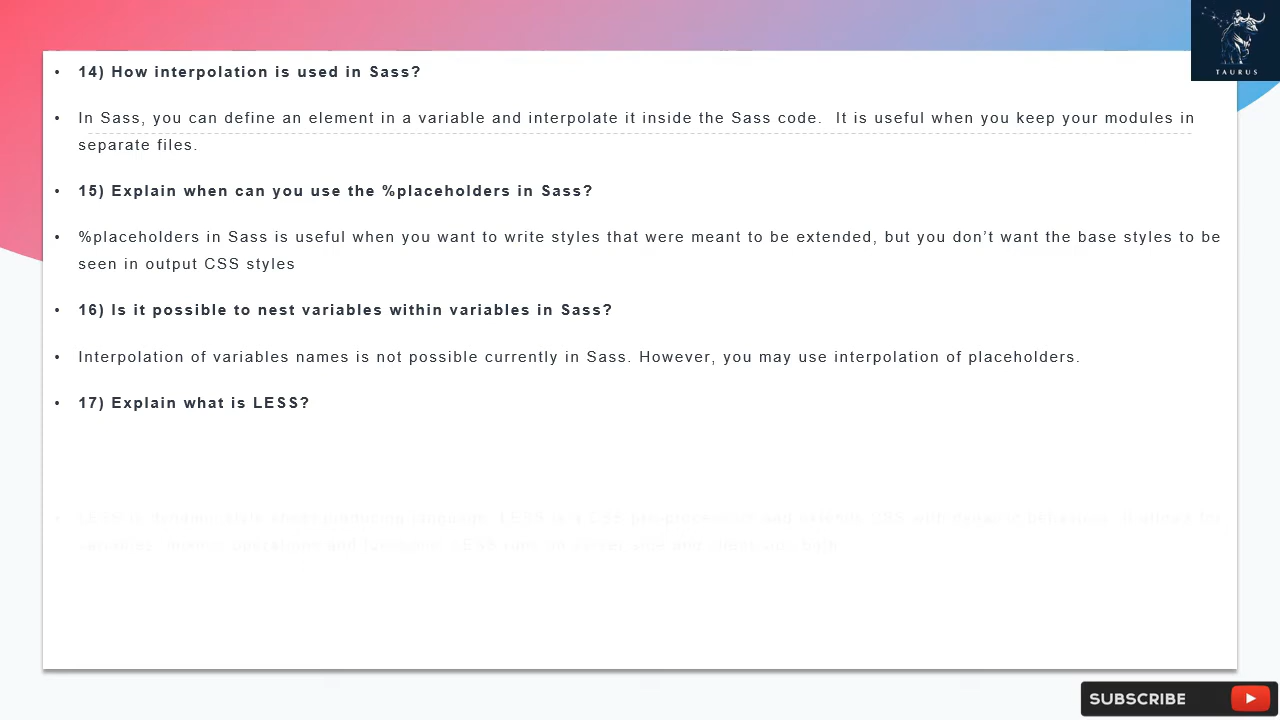 TAURUS
• 14) How interpolation is used in Sass?
• In Sass, you can define an element in a variable and interpolate it inside the Sass code.  It is useful when you keep your modules in
separate files.
• 15) Explain when can you use the %placeholders in Sass?
• %placeholders in Sass is useful when you want to write styles that were meant to be extended, but you don’t want the base styles to be
seen in output CSS styles
• 16) Is it possible to nest variables within variables in Sass?
• Interpolation of variables names is not possible currently in Sass. However, you may use interpolation of placeholders.
• 17) Explain what is LESS?
SUBSCRIBE